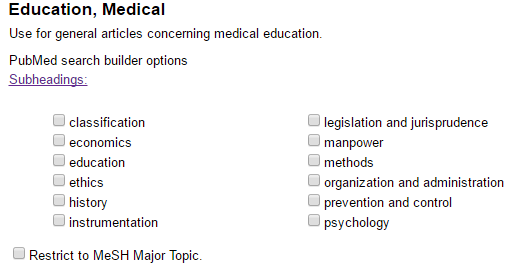 Education, Medical
Use for general articles concerning medical education.
PubMed search builder options
Subheadings:
classification
economics
education
ethics
history
instrumentation
legislation and jurisprudence
manpower
methods
organization and administration
prevention and control
psychology
Restrict to MeSH Major Topic.